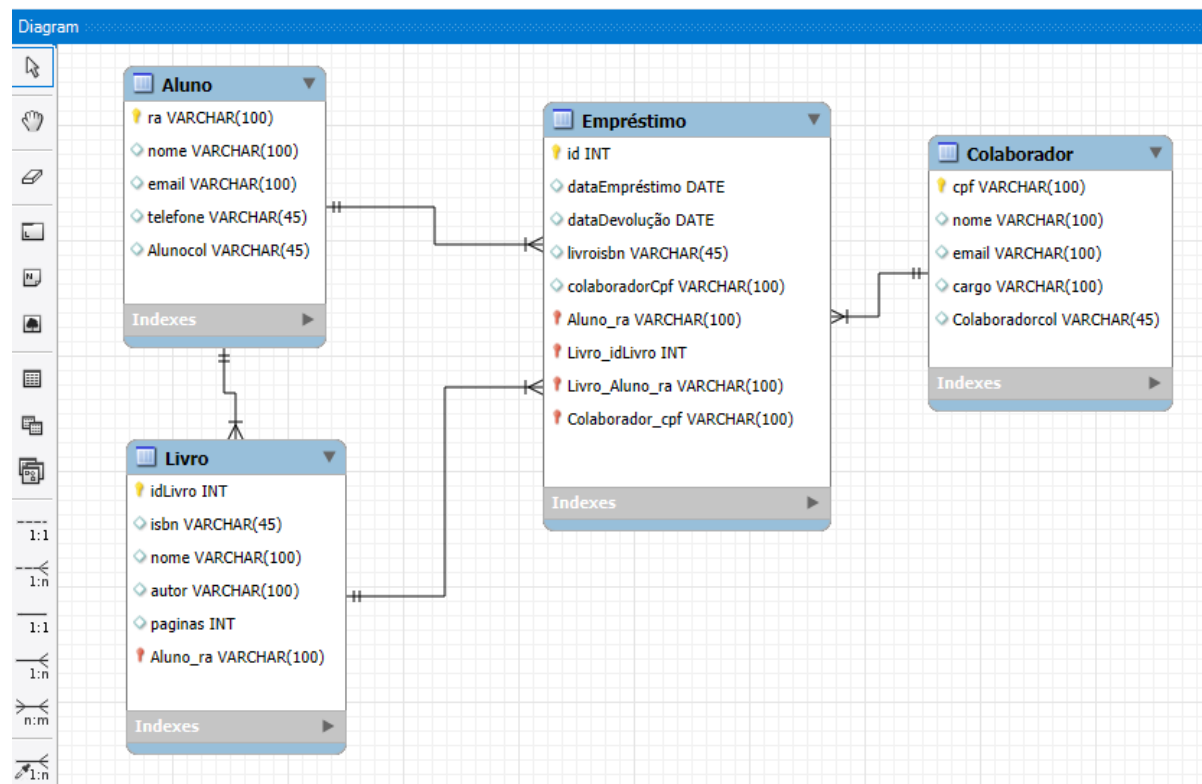 Diagram
Aluno
ra VARCHAR(100)
nome VARCHAR(100)
email VARCHAR(100)
telefone VARCHAR(45)
Alunocol VARCHAR(45)
Indexes
Empréstimo
id INT
dataEmpréstimo DATE
dataDevolução DATE
livroisbn VARCHAR(45)
colaboradorCpf VARCHAR(100)
Aluno_ra VARCHAR(100)
Livro_idLivro INT
Livro_Aluno_ra VARCHAR(100)
Colaborador_cpf VARCHAR(100)
Indexes
Colaborador
cpf VARCHAR(100)
nome VARCHAR(100)
email VARCHAR(100)
cargo VARCHAR(100)
Colaboradorcol VARCHAR(45)
Indexes
Livro
idLivro INT
isbn VARCHAR(45)
nome VARCHAR(100)
autor VARCHAR(100)
paginas INT
Aluno_ra VARCHAR(100)
Indexes
1:1
1:n
1:1
1:n
n:m
1:n